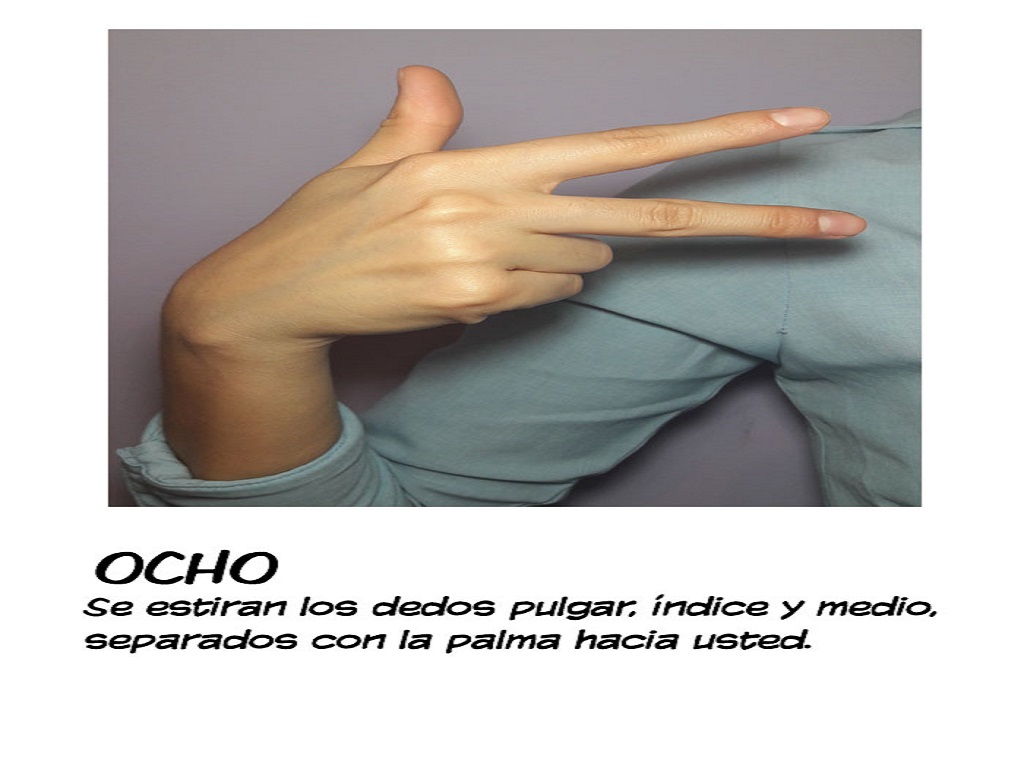 OCHO
Se estiran los dedos pulgar, índice y medio,
separados con la palma hacia usted.